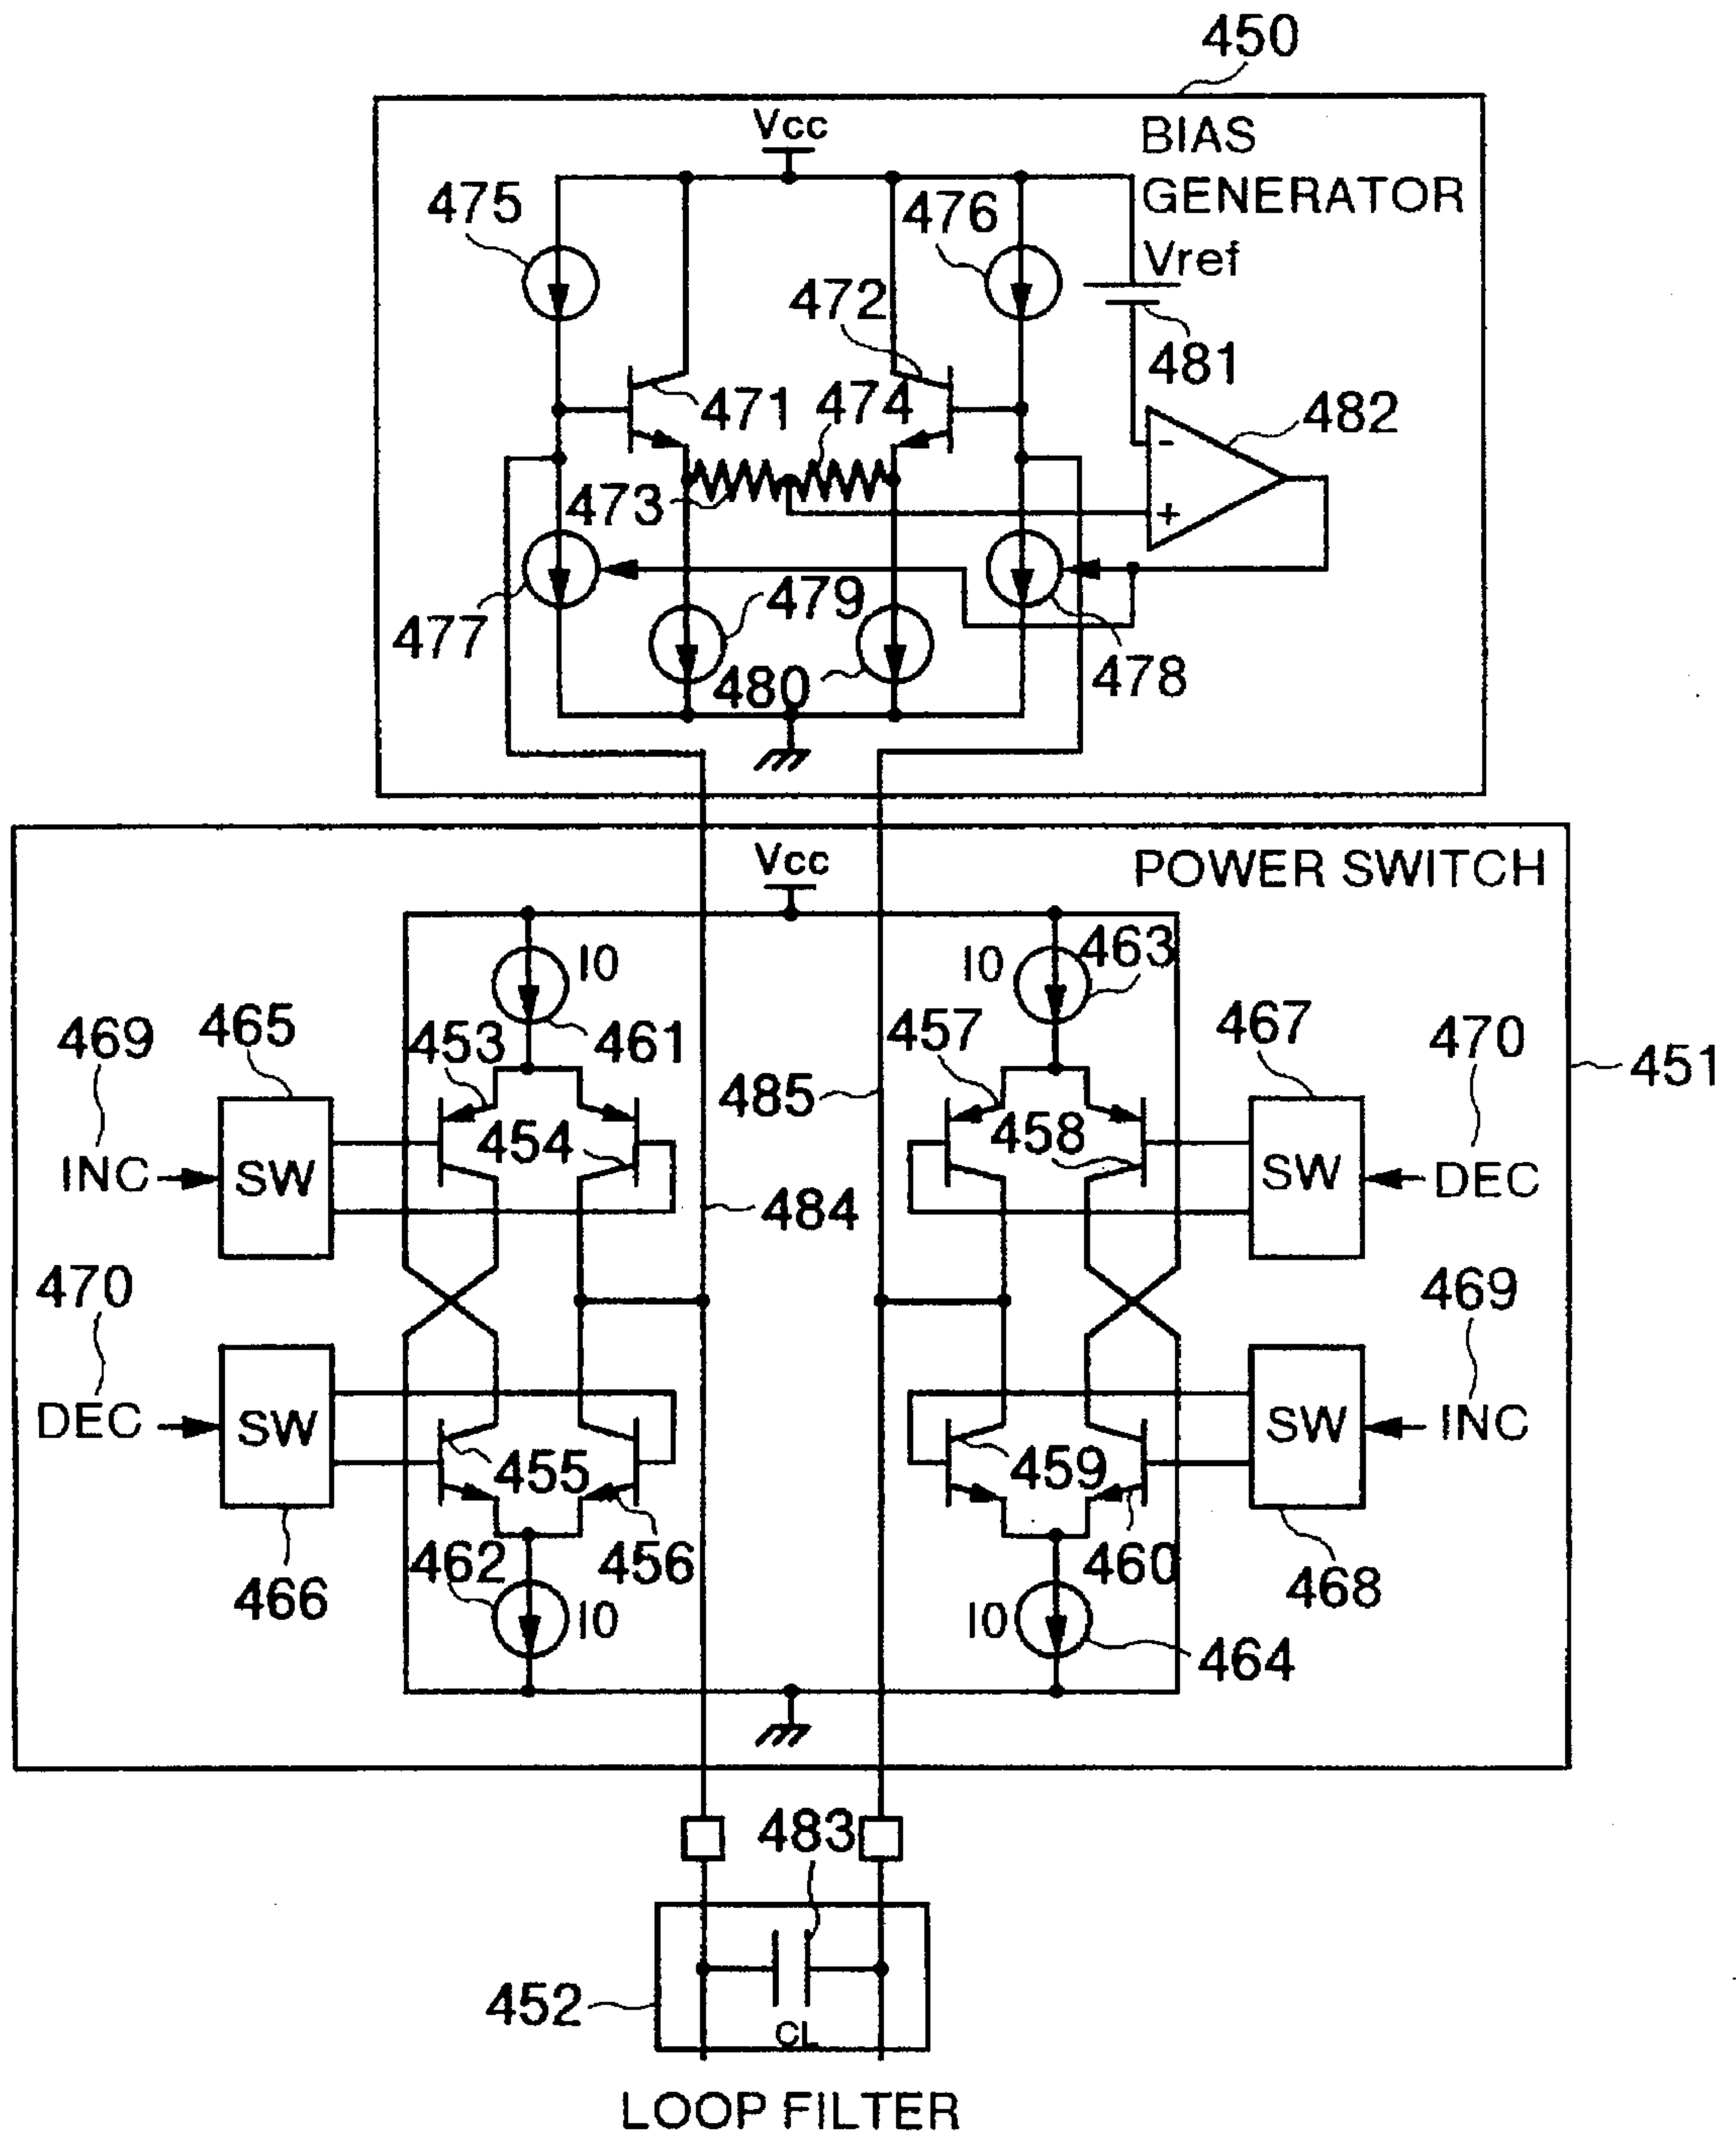 450
Vcc
BIAS
GENERATOR
475
476
Vref
472
481
471
474
482
-
473
+
477
479
480
478
Vcc
POWER SWITCH
I0
I0
463
469
465
453
461
457
467
470
451
485
454
458
INC
SW
484
SW
DEC
470
469
DEC
SW
455
459
SW
INC
462
456
460
466
I0
I0
468
464
483
452
CL
LOOP FILTER